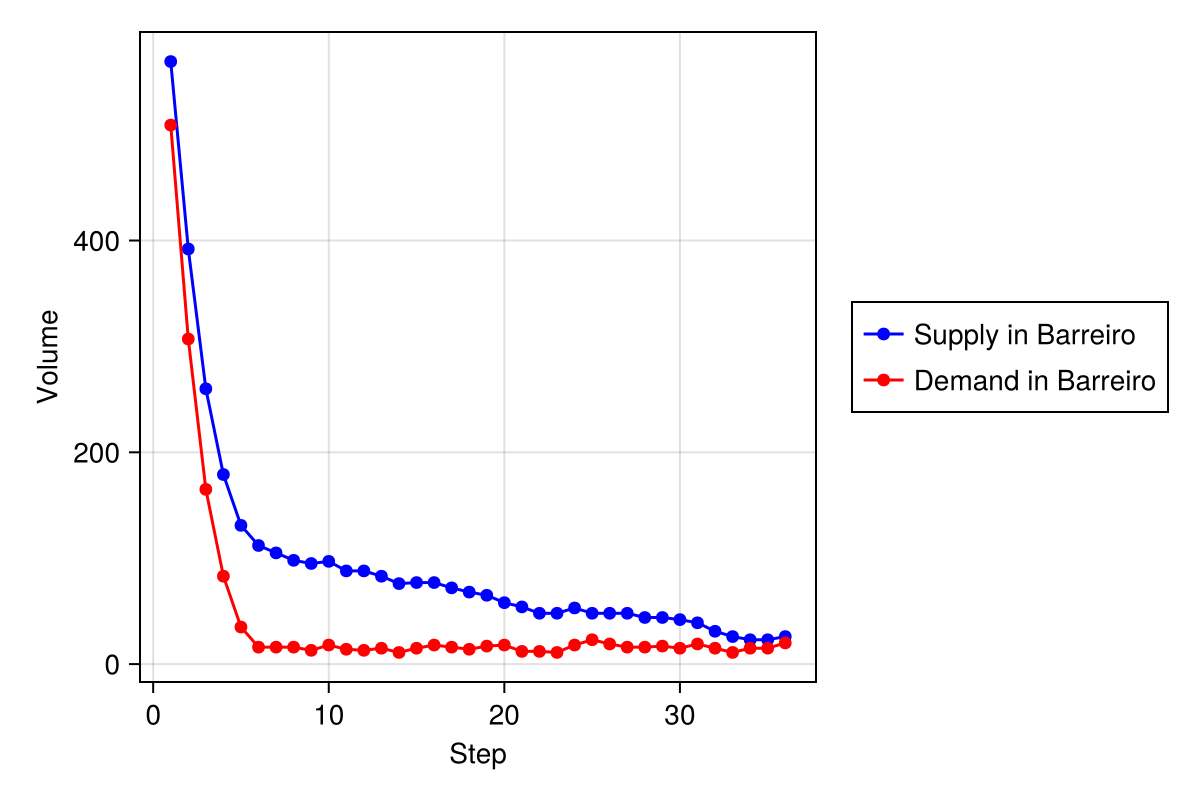 400
200
0
Volume
0 10 20 30
Step
Supply in Barreiro
Demand in Barreiro